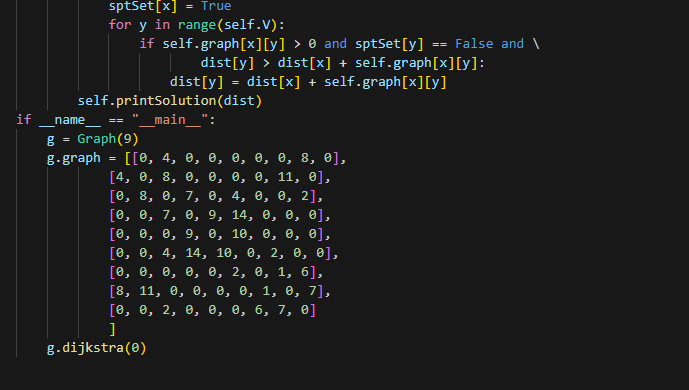 sptSet[x] = True
for y in range(self.V):
if self.graph[x][y] > 0 and sptSet[y] == False and \
dist[y] > dist[x] + self.graph[x][y]:
dist[y] = dist[x] + self.graph[x][y]
self.printSolution(dist)
if __name__ == "__main__":
g = Graph(9)
g.graph = [[0, 4, 0, 0, 0, 0, 0, 8, 0],
[4, 0, 8, 0, 0, 0, 0, 11, 0],
[0, 8, 0, 7, 0, 4, 0, 0, 2],
[0, 0, 7, 0, 9, 14, 0, 0, 0],
[0, 0, 0, 9, 0, 10, 0, 0, 0],
[0, 0, 4, 14, 10, 0, 2, 0, 0],
[0, 0, 0, 0, 0, 2, 0, 1, 6],
[8, 11, 0, 0, 0, 0, 1, 0, 7],
[0, 0, 2, 0, 0, 0, 6, 7, 0]
]
g.dijkstra(0)